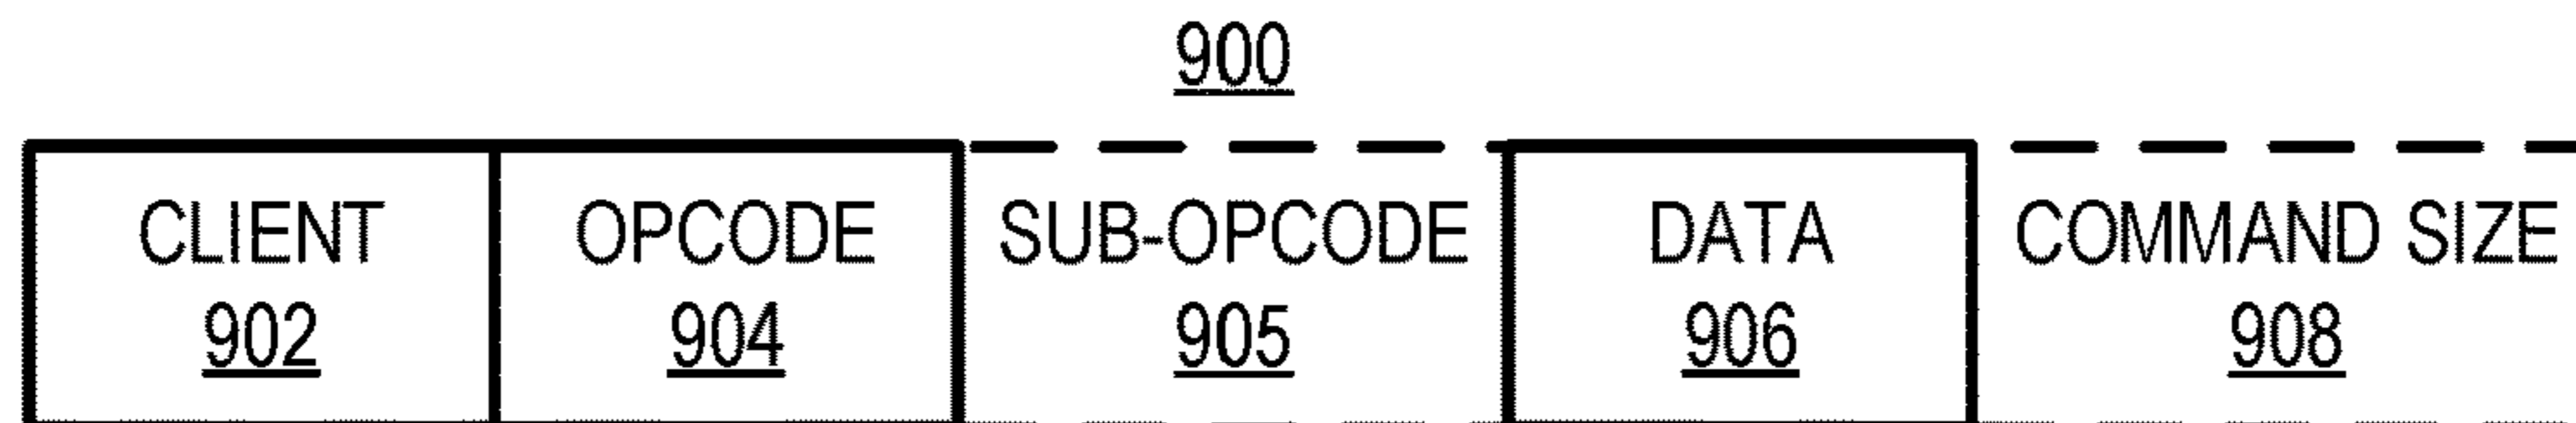 900
CLIENT
902
OPCODE
904
SUB-OPCODE
905
DATA
906
COMMAND SIZE
908